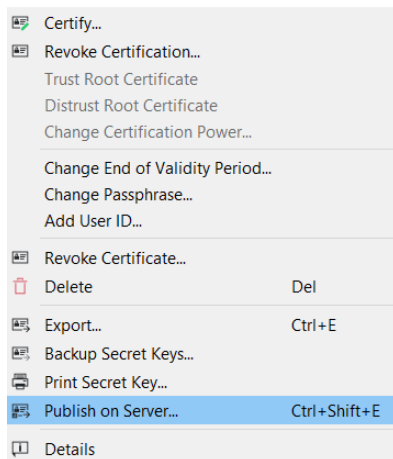 Certify...
Revoke Certification...
Trust Root Certificate
Distrust Root Certificate
Change Certification Power...
Change End of Validity Period...
Change Passphrase...
Add User ID...
Revoke Certificate...
Delete Del
Export... Ctrl+E
Backup Secret Keys...
Print Secret Key...
Publish on Server... Ctrl+Shift+E
Details